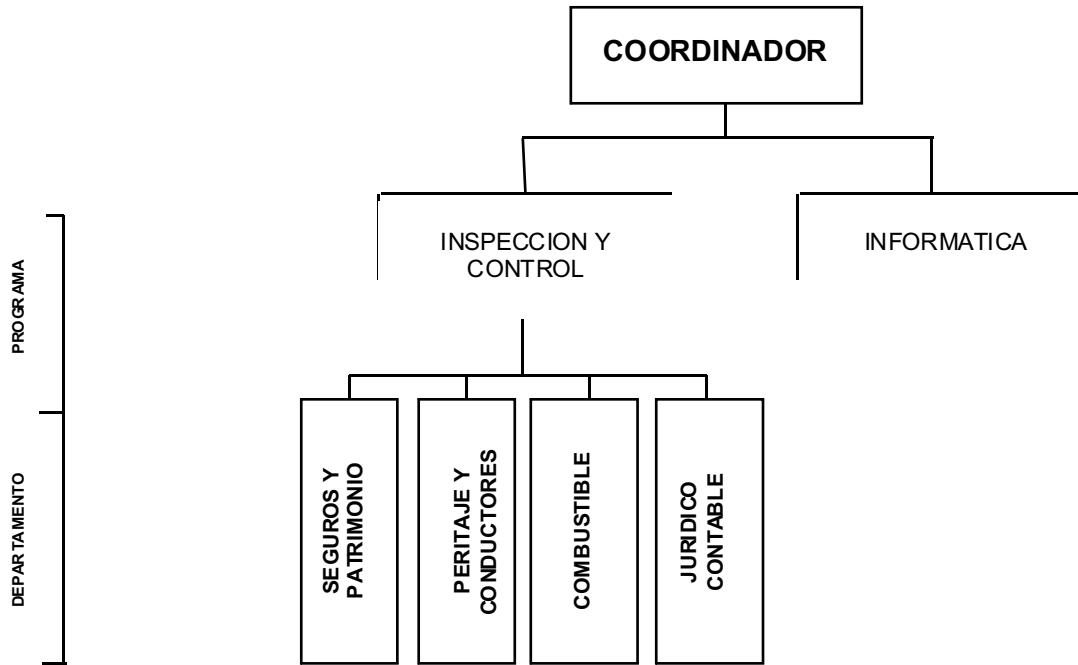 COORDINADOR
INSPECCION Y
CONTROL
INFORMATICA
PROGRAMA
DEPARTAMENTO
SEGUROS Y
PATRIMONIO
PERITAJE Y
CONDUCTORES
COMBUSTIBLE
JURIDICO
CONTABLE